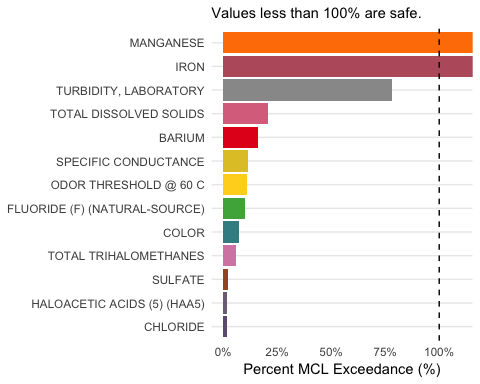 Values less than 100% are safe.
MANGANESE
IRON
TURBIDITY, LABORATORY
TOTAL DISSOLVED SOLIDS
BARIUM
SPECIFIC CONDUCTANCE
ODOR THRESHOLD @ 60 C
FLUORIDE (F) (NATURAL-SOURCE)
COLOR
TOTAL TRIHALOMETHANES
SULFATE
HALOACETIC ACIDS (5) (HAA5)
CHLORIDE
0% 25% 50% 75% 100%
Percent MCL Exceedance (%)